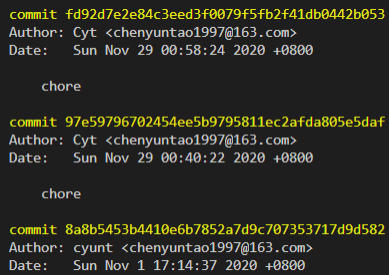 commit fd92d7e2e84c3eed3f0079f5fb2f41db0442b053
Author: Cyt <chenyuntao1997@163.com>
Date:   Sun Nov 29 00:58:24 2020 +0800
chore
commit 97e59796702454ee5b9795811ec2afda805e5daf
Author: Cyt <chenyuntao1997@163.com>
Date:   Sun Nov 29 00:40:22 2020 +0800
chore
commit 8a8b5453b4410e6b7852a7d9c707353717d9d582
Author: cyunt <chenyuntao1997@163.com>
Date:   Sun Nov 1 17:14:37 2020 +0800